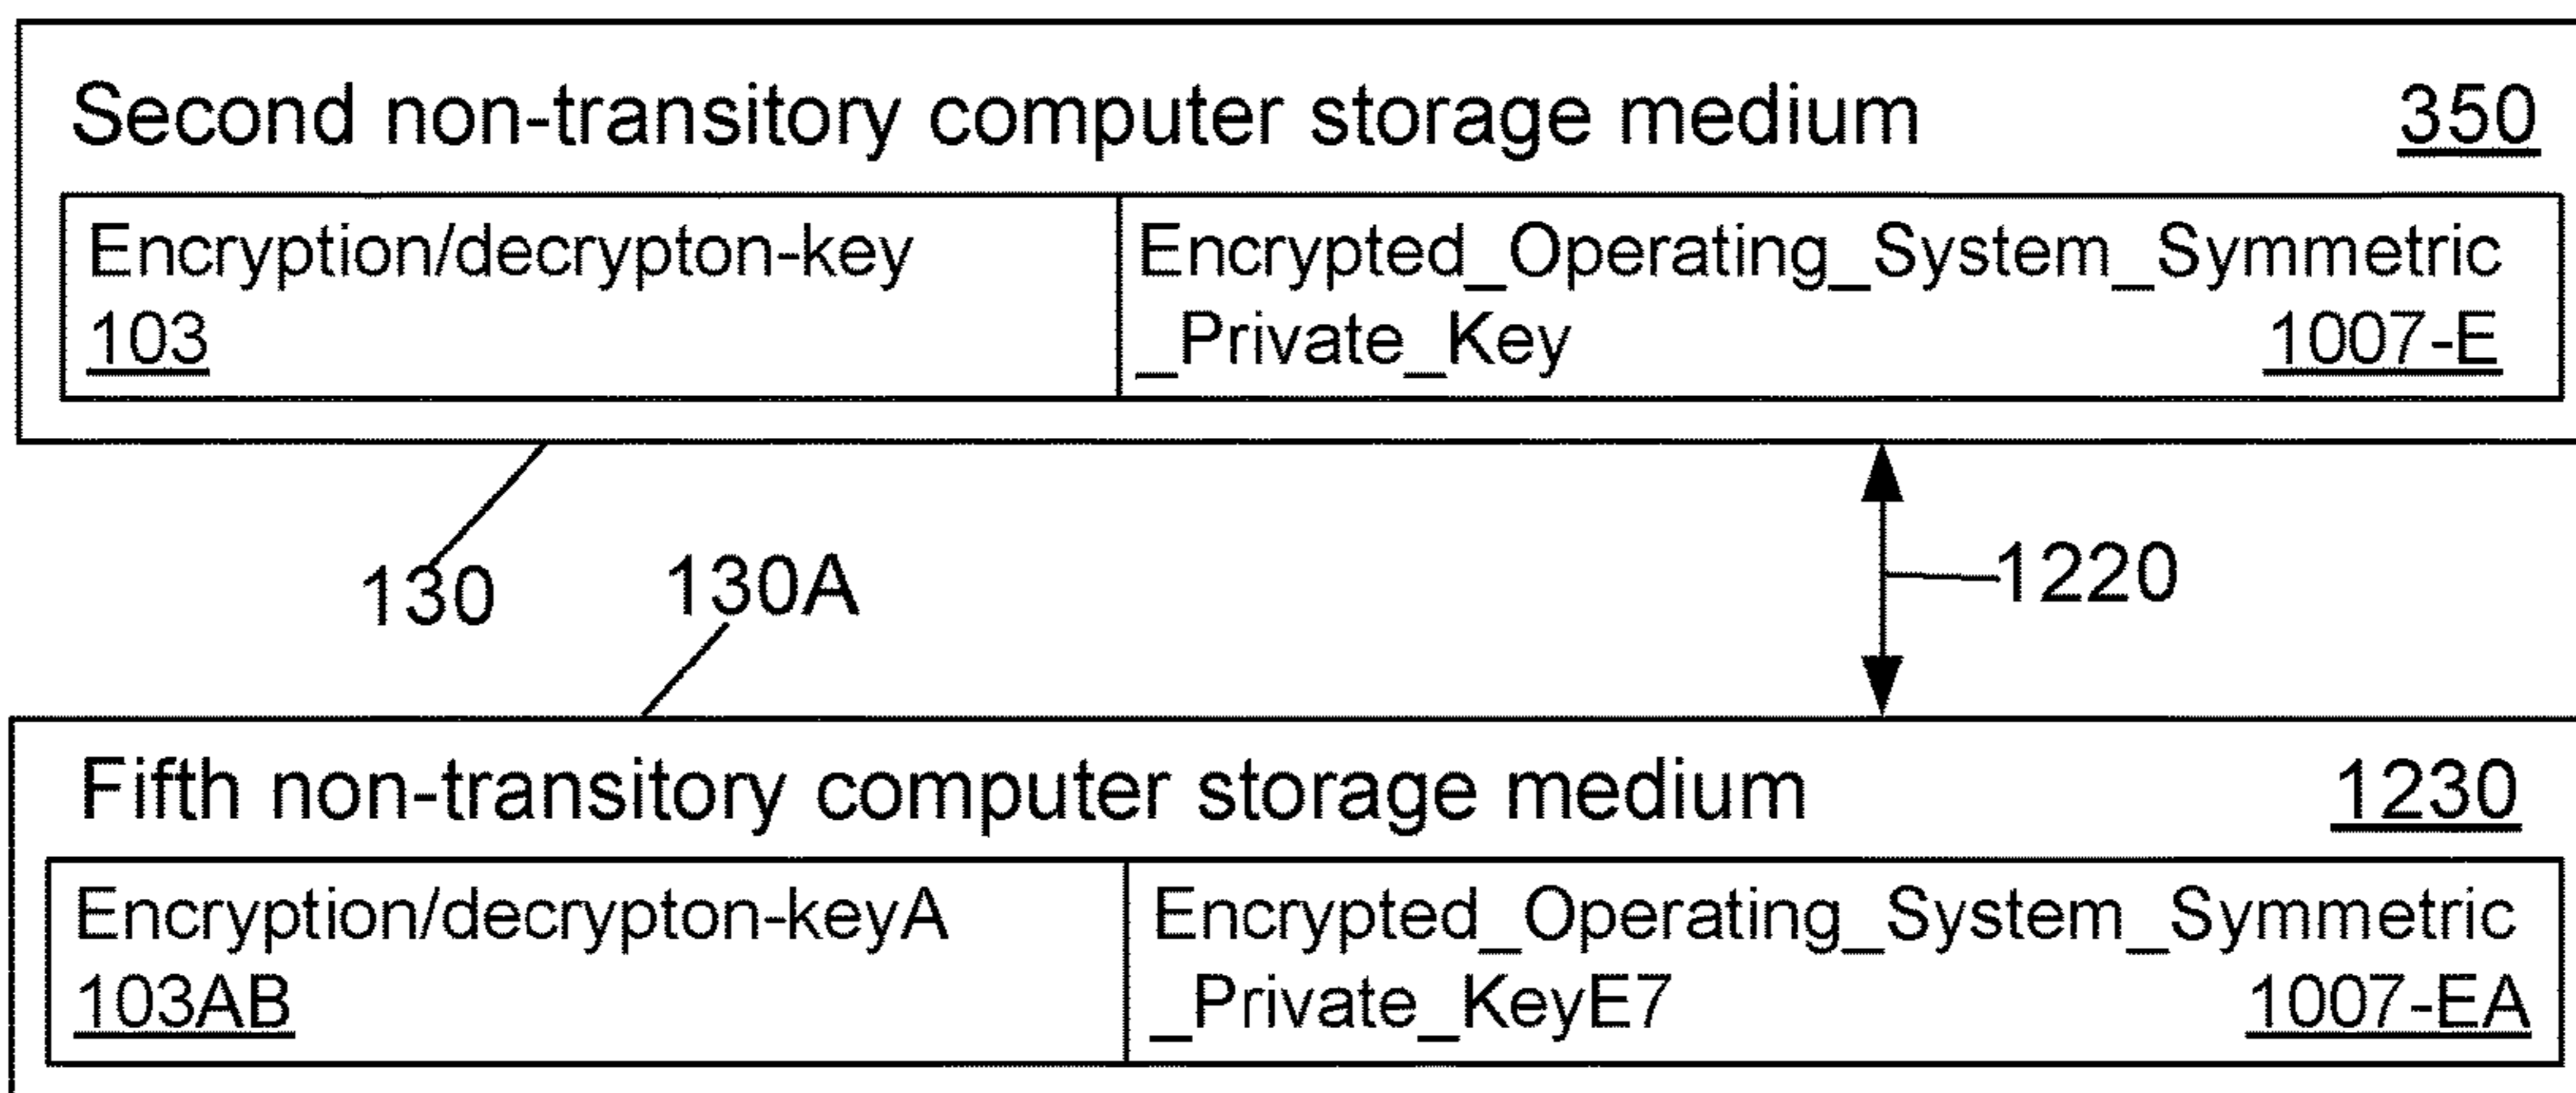 Second non-transitory computer storage medium 350
Encryption/decrypton-key
103
Encrypted_Operating_System_Symmetric
_Private_Key 1007-E
130
130A
1220
Fifth non-transitory computer storage medium 1230
Encryption/decrypton-keyA
103AB
Encrypted_Operating_System_Symmetric
_Private_KeyE7 1007-EA